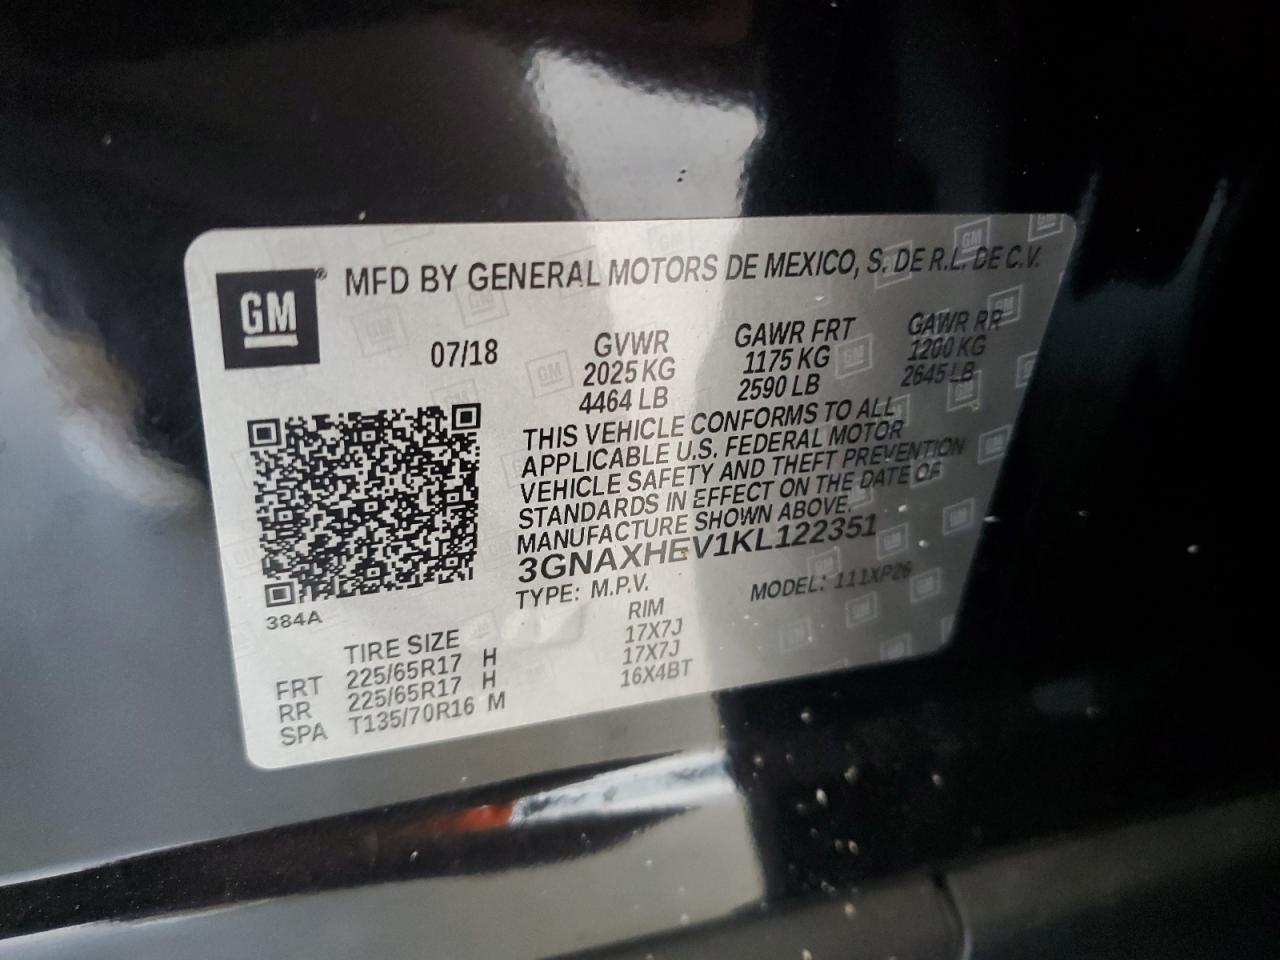 GM® MFD BY GENERAL MOTORS DE MEXICO, S. DE R.L. DE C.V.
07/18 GVWR GAWR FRT GAWR RR
2025 KG 1175 KG 1200 KG
4464 LB 2590 LB 2645 LB
THIS VEHICLE CONFORMS TO ALL
APPLICABLE U.S. FEDERAL MOTOR
VEHICLE SAFETY AND THEFT PREVENTION
STANDARDS IN EFFECT ON THE DATE OF
MANUFACTURE SHOWN ABOVE.
3GNAXHEV1KL122351
TYPE: M.P.V. MODEL: 111XP26
384A
TIRE SIZE RIM
FRT 225/65R17 H 17X7J
RR 225/65R17 H 17X7J
SPA T135/70R16 M 16X4BT